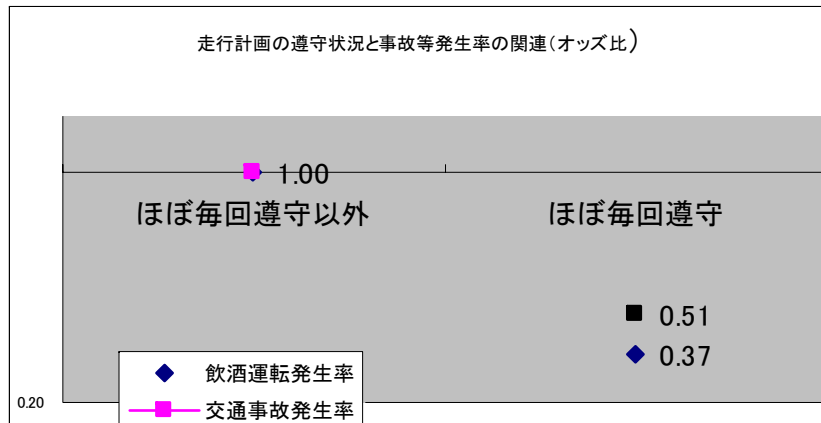 走行計画の遵守状況と事故等発生率の関連(オッズ比)
1.00
ほぼ毎回遵守以外
ほぼ毎回遵守
0.51
0.37
飲酒運転発生率
0.20
交通事故発生率